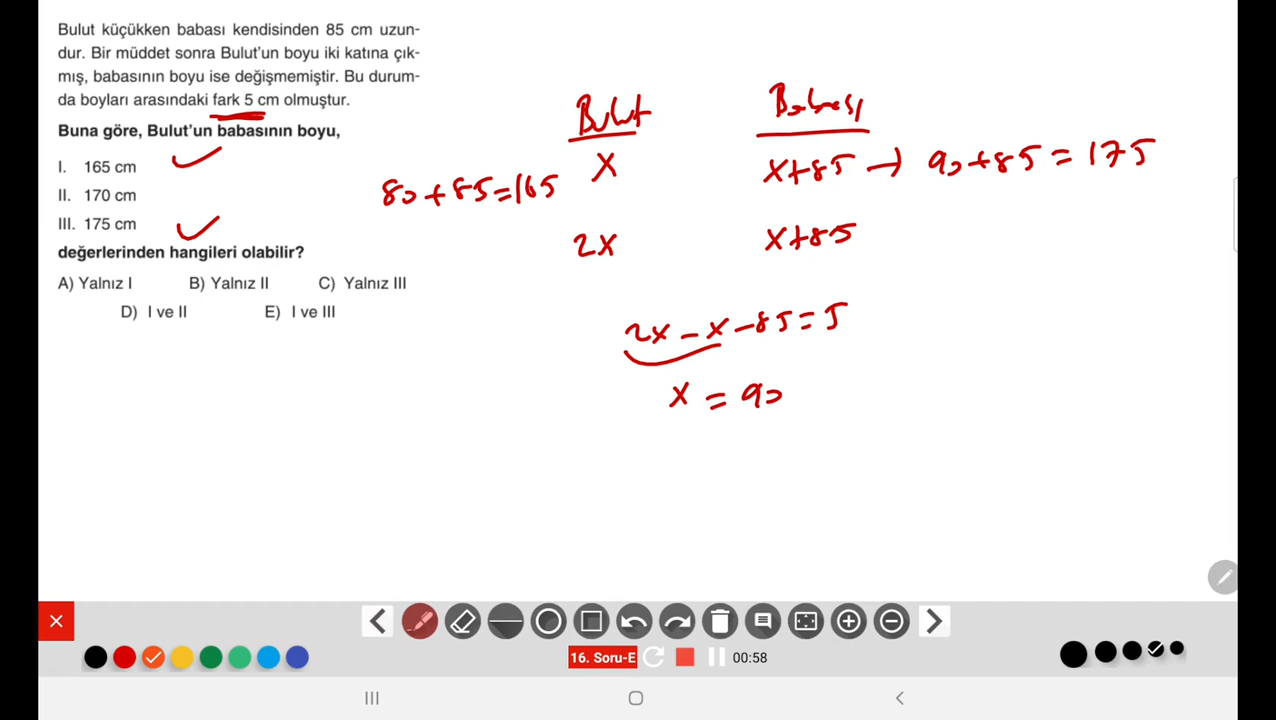 Bulut küçükken babası kendisinden 85 cm uzun-
dur. Bir müddet sonra Bulut'un boyu iki katına çık-
mış, babasının boyu ise değişmemiştir. Bu durum-
da boyları arasındaki fark 5 cm olmuştur.
Buna göre, Bulut'un babasının boyu,
I. 165 cm
II. 170 cm
III. 175 cm
değerlerinden hangileri olabilir?
A) Yalnız I B) Yalnız II C) Yalnız III
D) I ve II E) I ve III
Bulut Babası
x x+85 → 90+85=175
80+85=165
2x x+85
2x-x-85=5
x=90
16. Soru-E 00:58